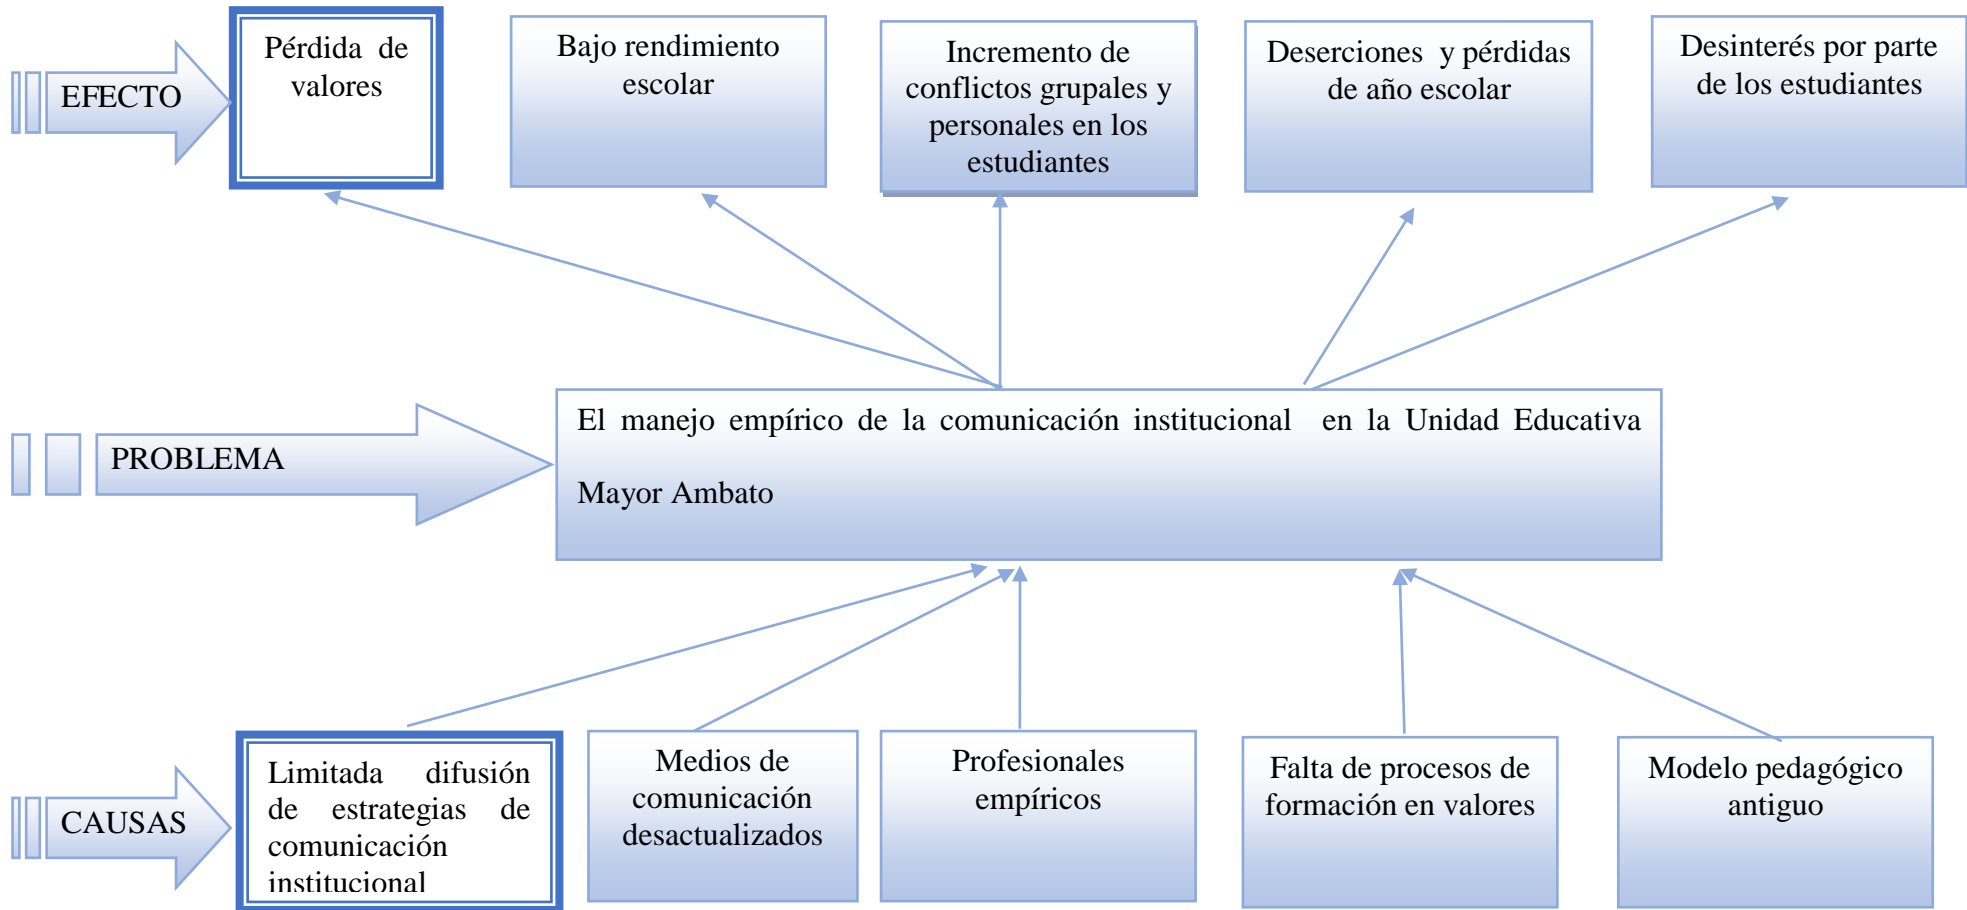 EFECTO
Pérdida de
valores
Bajo rendimiento
escolar
Incremento de
conflictos grupales y
personales en los
estudiantes
Deserciones y pérdidas
de año escolar
Desinterés por parte
de los estudiantes
PROBLEMA
El manejo empírico de la comunicación institucional en la Unidad Educativa
Mayor Ambato
CAUSAS
Limitada difusión
de estrategias de
comunicación
institucional
Medios de
comunicación
desactualizados
Profesionales
empíricos
Falta de procesos de
formación en valores
Modelo pedagógico
antiguo